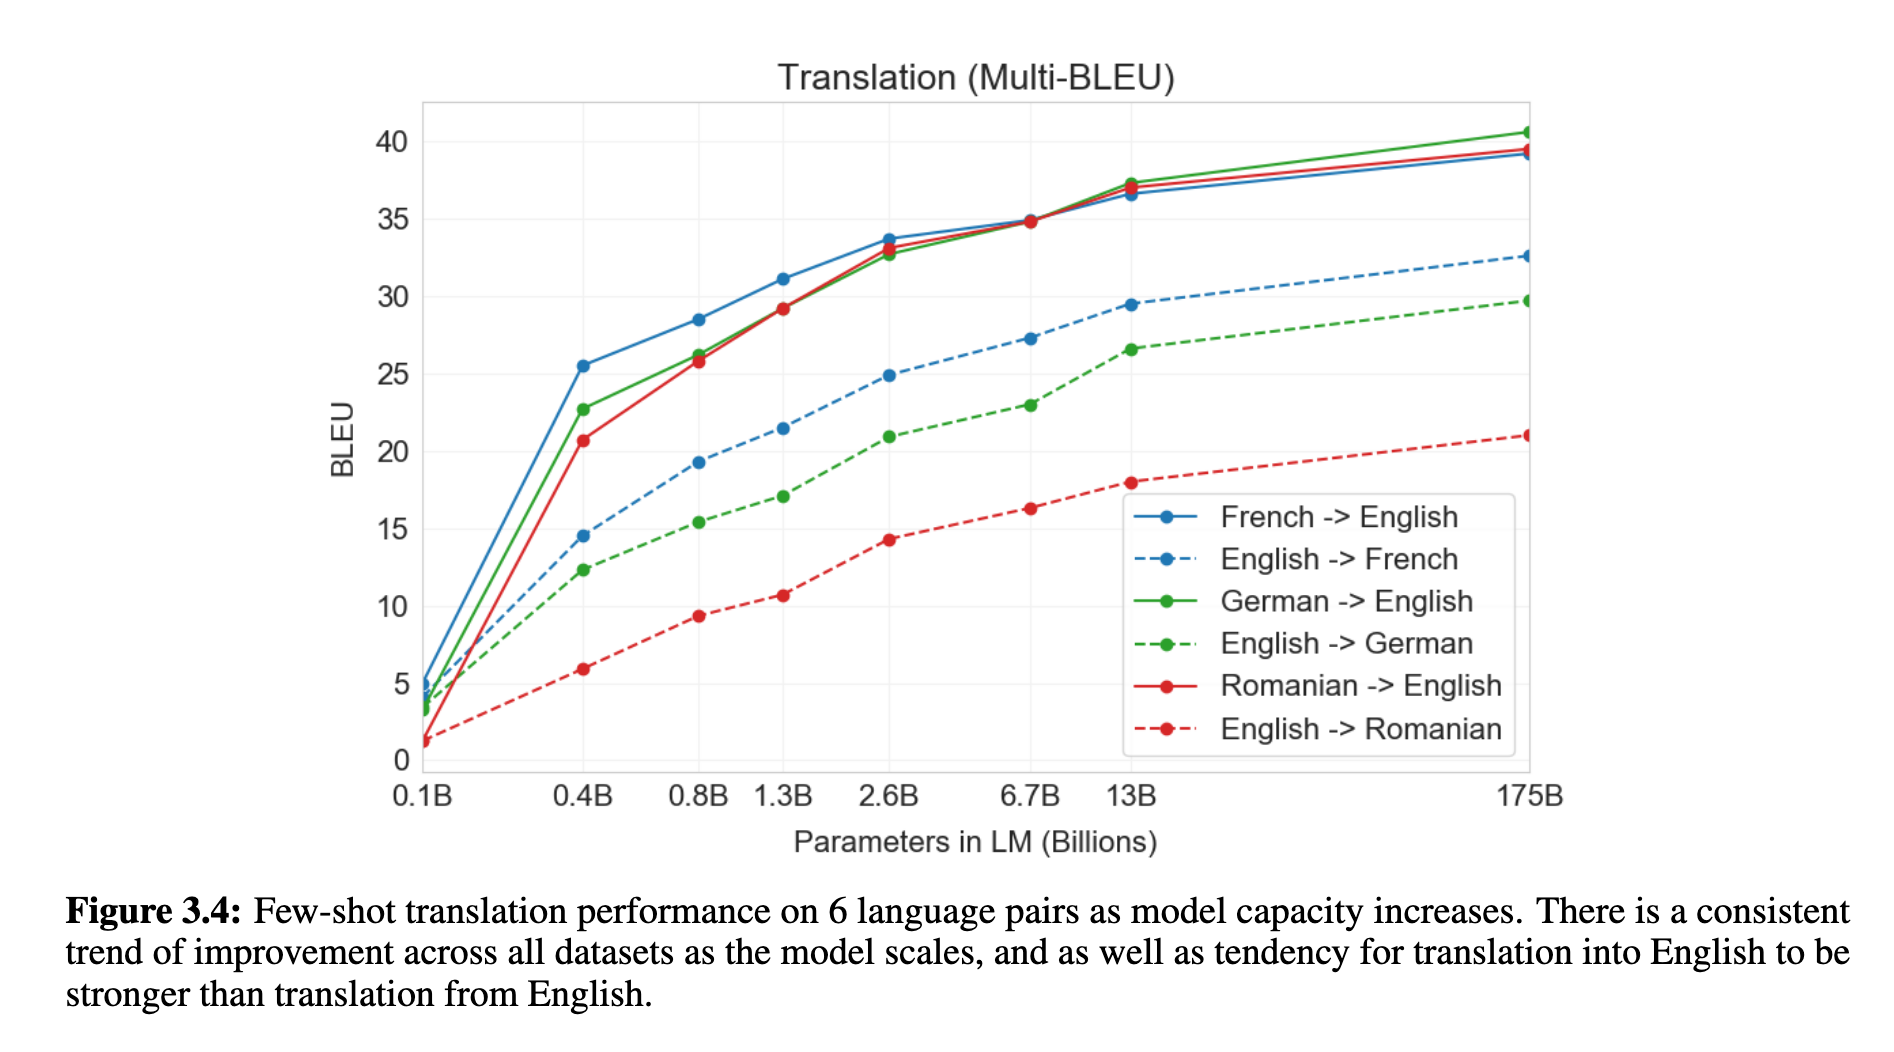 Translation (Multi-BLEU)
40
35
30
25
20
15
10
5
0
BLEU
French -> English
English -> French
German -> English
English -> German
Romanian -> English
English -> Romanian
0.1B 0.4B 0.8B 1.3B 2.6B 6.7B 13B 175B
Parameters in LM (Billions)
Figure 3.4: Few-shot translation performance on 6 language pairs as model capacity increases. There is a consistent
trend of improvement across all datasets as the model scales, and as well as tendency for translation into English to be
stronger than translation from English.